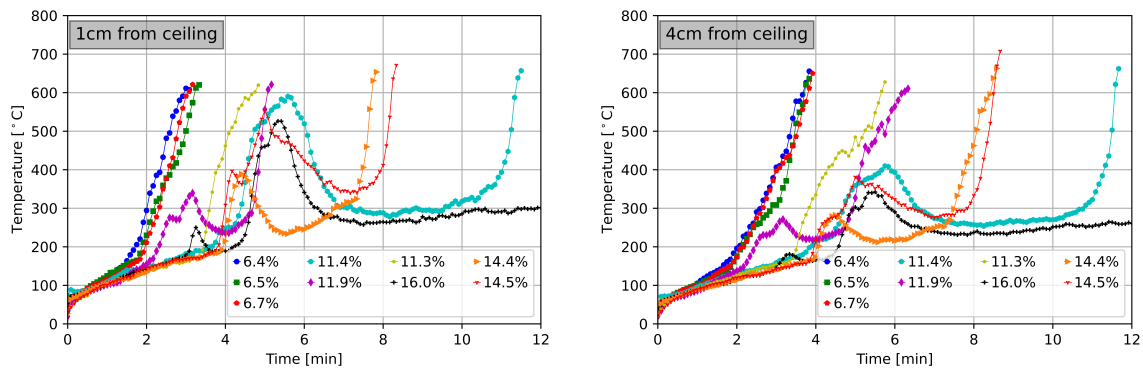 1cm from ceiling
800
700
600
500
400
300
200
100
0
Temperature [°C]
0 2 4 6 8 10 12
Time [min]
6.4% 11.4% 11.3% 14.4%
6.5% 11.9% 16.0% 14.5%
6.7%
4cm from ceiling
800
700
600
500
400
300
200
100
0
Temperature [°C]
0 2 4 6 8 10 12
Time [min]
6.4% 11.4% 11.3% 14.4%
6.5% 11.9% 16.0% 14.5%
6.7%